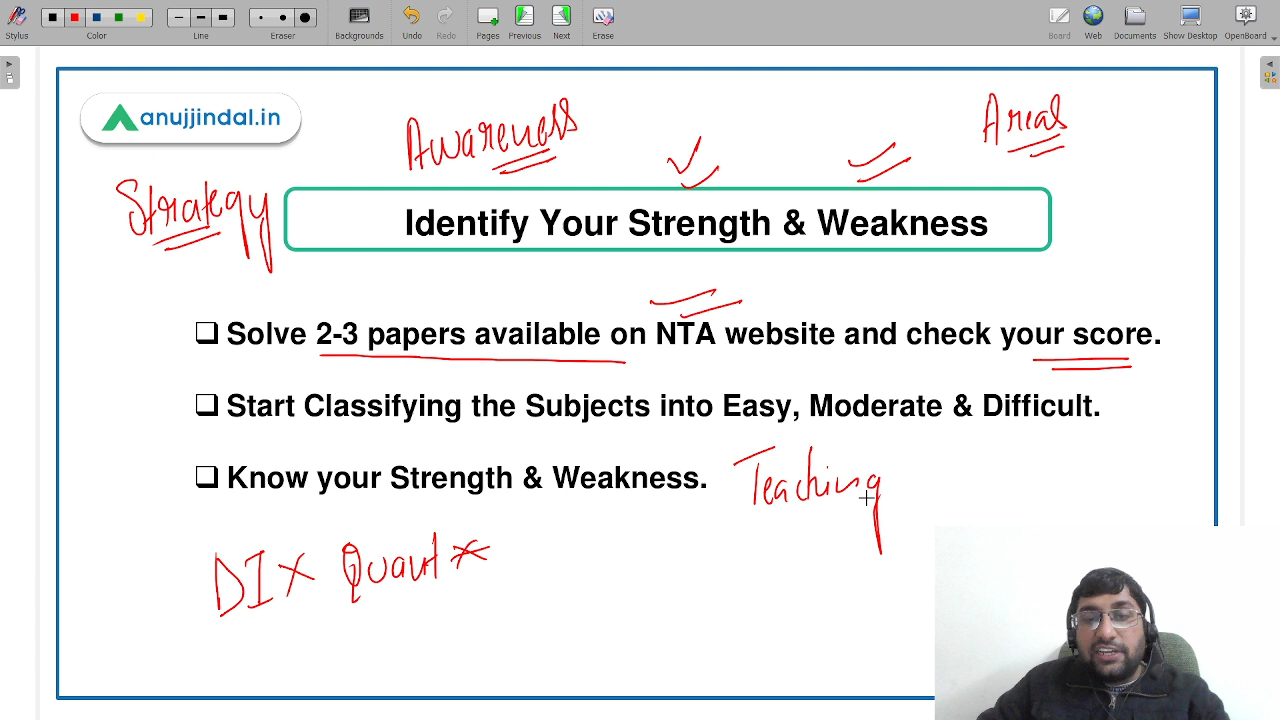 Stylus Color Line Eraser Backgrounds Undo Redo Pages Previous Next Erase Board Web Documents Show Desktop OpenBoard
anujjindal.in
Awareness
Areas
Strategy
Identify Your Strength & Weakness
❑ Solve 2-3 papers available on NTA website and check your score.
❑ Start Classifying the Subjects into Easy, Moderate & Difficult.
❑ Know your Strength & Weakness.
Teaching
DI X Quant X